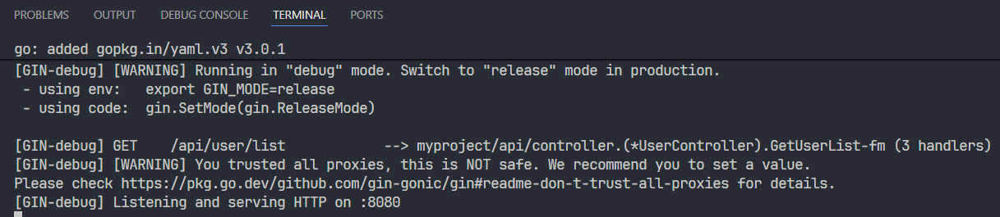 PROBLEMS OUTPUT DEBUG CONSOLE TERMINAL PORTS
go: added gopkg.in/yaml.v3 v3.0.1
[GIN-debug] [WARNING] Running in "debug" mode. Switch to "release" mode in production.
- using env: export GIN_MODE=release
- using code: gin.SetMode(gin.ReleaseMode)
[GIN-debug] GET /api/user/list --> myproject/api/controller.(*UserController).GetUserList-fm (3 handlers)
[GIN-debug] [WARNING] You trusted all proxies, this is NOT safe. We recommend you to set a value.
Please check https://pkg.go.dev/github.com/gin-gonic/gin#readme-don-t-trust-all-proxies for details.
[GIN-debug] Listening and serving HTTP on :8080